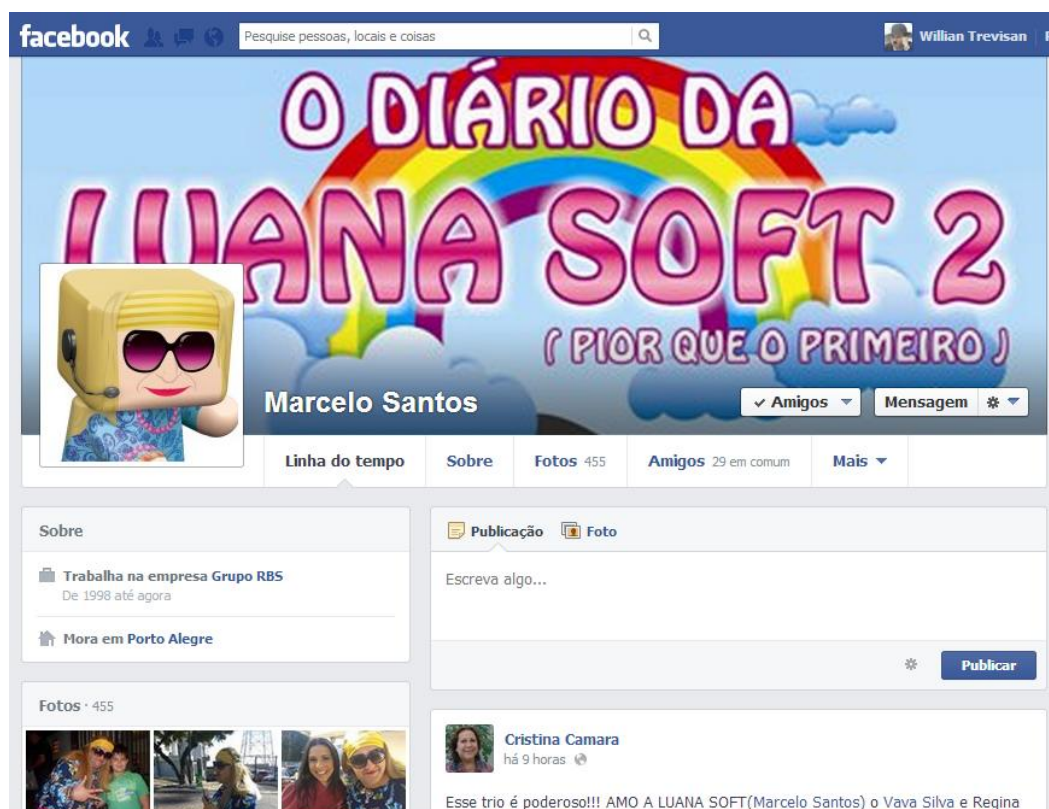 facebook
Pesquise pessoas, locais e coisas
Willian Trevisan
O DIÁRIO DA
LUANA SOFT 2
( PIOR QUE O PRIMEIRO )
Marcelo Santos
Amigos
Mensagem
Linha do tempo
Sobre
Fotos 455
Amigos 29 em comum
Mais
Sobre
Trabalha na empresa Grupo RBS
De 1998 até agora
Mora em Porto Alegre
Fotos · 455
Publicação
Foto
Escreva algo...
Publicar
Cristina Camara
há 9 horas
Esse trio é poderoso!!! AMO A LUANA SOFT(Marcelo Santos) o Vava Silva e Regina